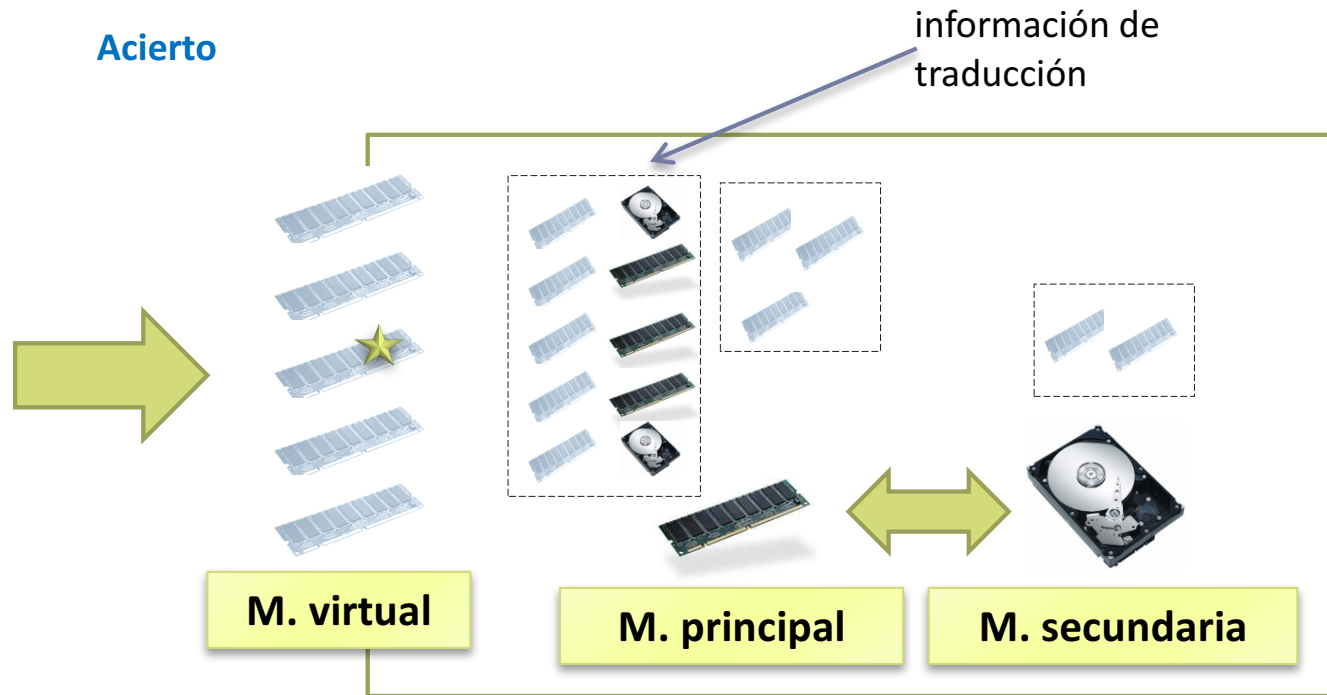 Acierto
información de
traducción
M. virtual
M. principal
M. secundaria